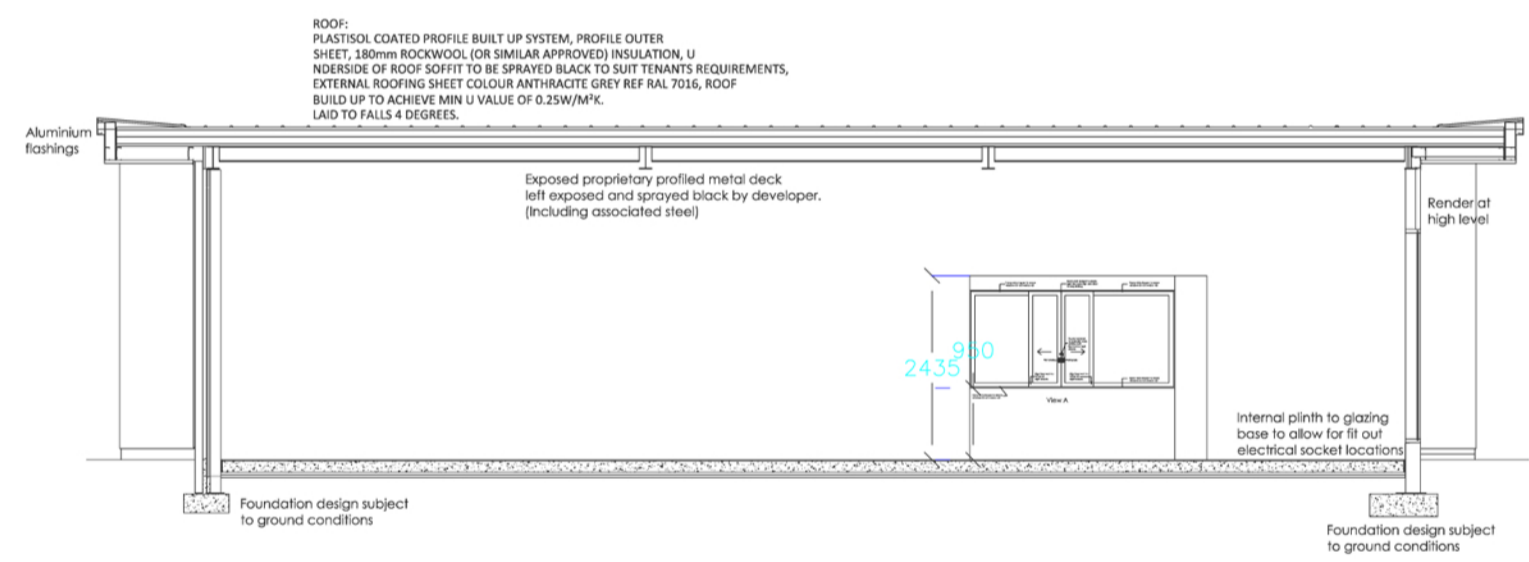 ROOF:
PLASTISOL COATED PROFILE BUILT UP SYSTEM, PROFILE OUTER
SHEET, 180mm ROCKWOOL (OR SIMILAR APPROVED) INSULATION, U
NDERSIDE OF ROOF SOFFIT TO BE SPRAYED BLACK TO SUIT TENANTS REQUIREMENTS,
EXTERNAL ROOFING SHEET COLOUR ANTHRACITE GREY REF RAL 7016, ROOF
BUILD UP TO ACHIEVE MIN U VALUE OF 0.25W/M²K.
LAID TO FALLS 4 DEGREES.
Aluminium
flashings
Exposed proprietary profiled metal deck
left exposed and sprayed black by developer.
(Including associated steel)
Render at
high level
950
2435
View A
Internal plinth to glazing
base to allow for fit out
electrical socket locations
Foundation design subject
to ground conditions
Foundation design subject
to ground conditions